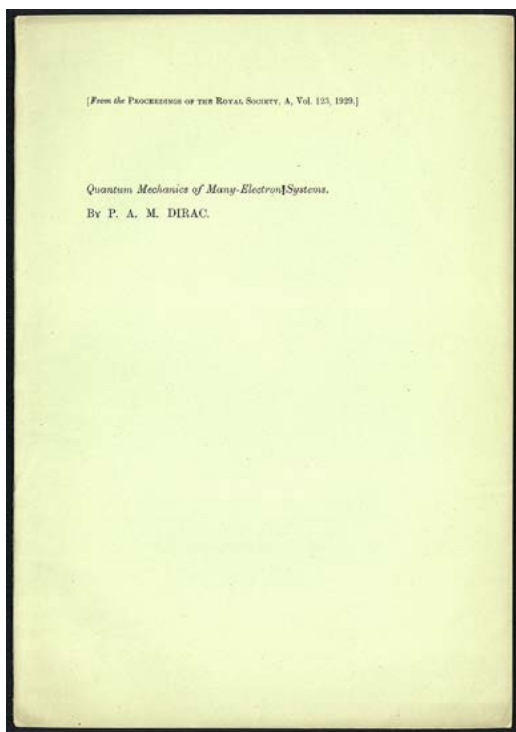 [From the PROCEEDINGS OF THE ROYAL SOCIETY, A, Vol. 123, 1929.]
Quantum Mechanics of Many-Electron Systems.
BY P. A. M. DIRAC.